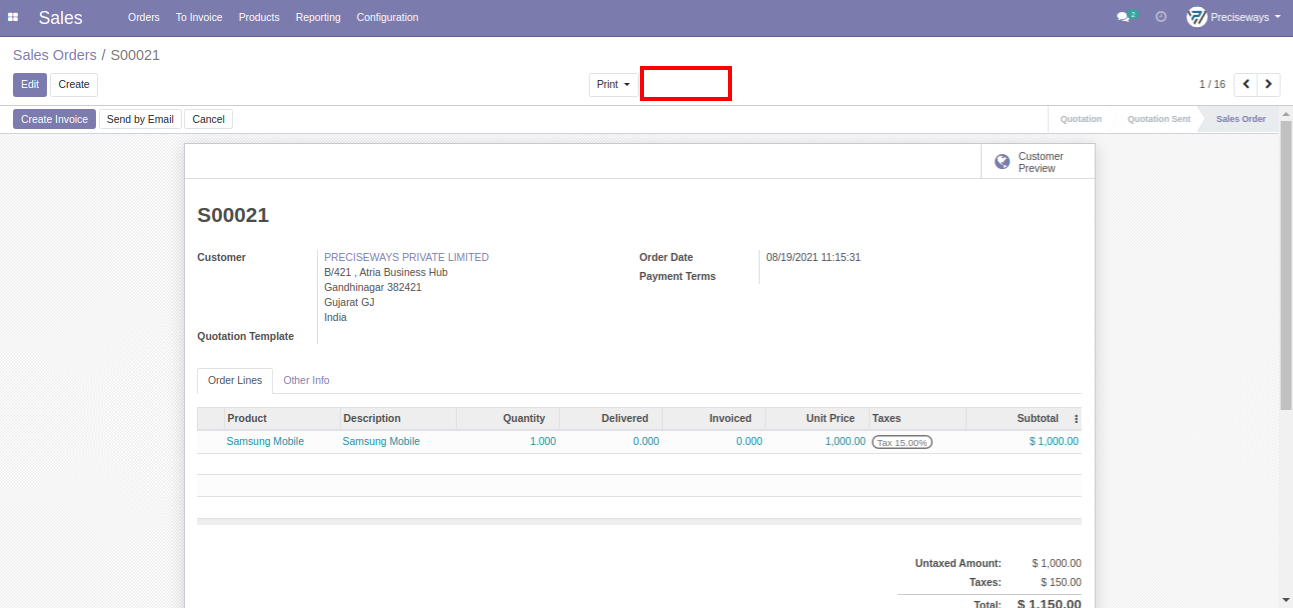 Sales Orders To Invoice Products Reporting Configuration 2 Preciseways
Sales Orders / S00021
Edit Create Print 1 / 16
Create Invoice Send by Email Cancel Quotation Quotation Sent Sales Order
Customer
Preview
S00021
Customer PRECISEWAYS PRIVATE LIMITED Order Date 08/19/2021 11:15:31
B/421 , Atria Business Hub
Payment Terms
Gandhinagar 382421
Gujarat GJ
India
Quotation Template
Order Lines Other Info
Product Description Quantity Delivered Invoiced Unit Price Taxes Subtotal
Samsung Mobile Samsung Mobile 1.000 0.000 0.000 1,000.00 Tax 15.00% $ 1,000.00
Untaxed Amount: $ 1,000.00
Taxes: $ 150.00
Total: $ 1,150.00